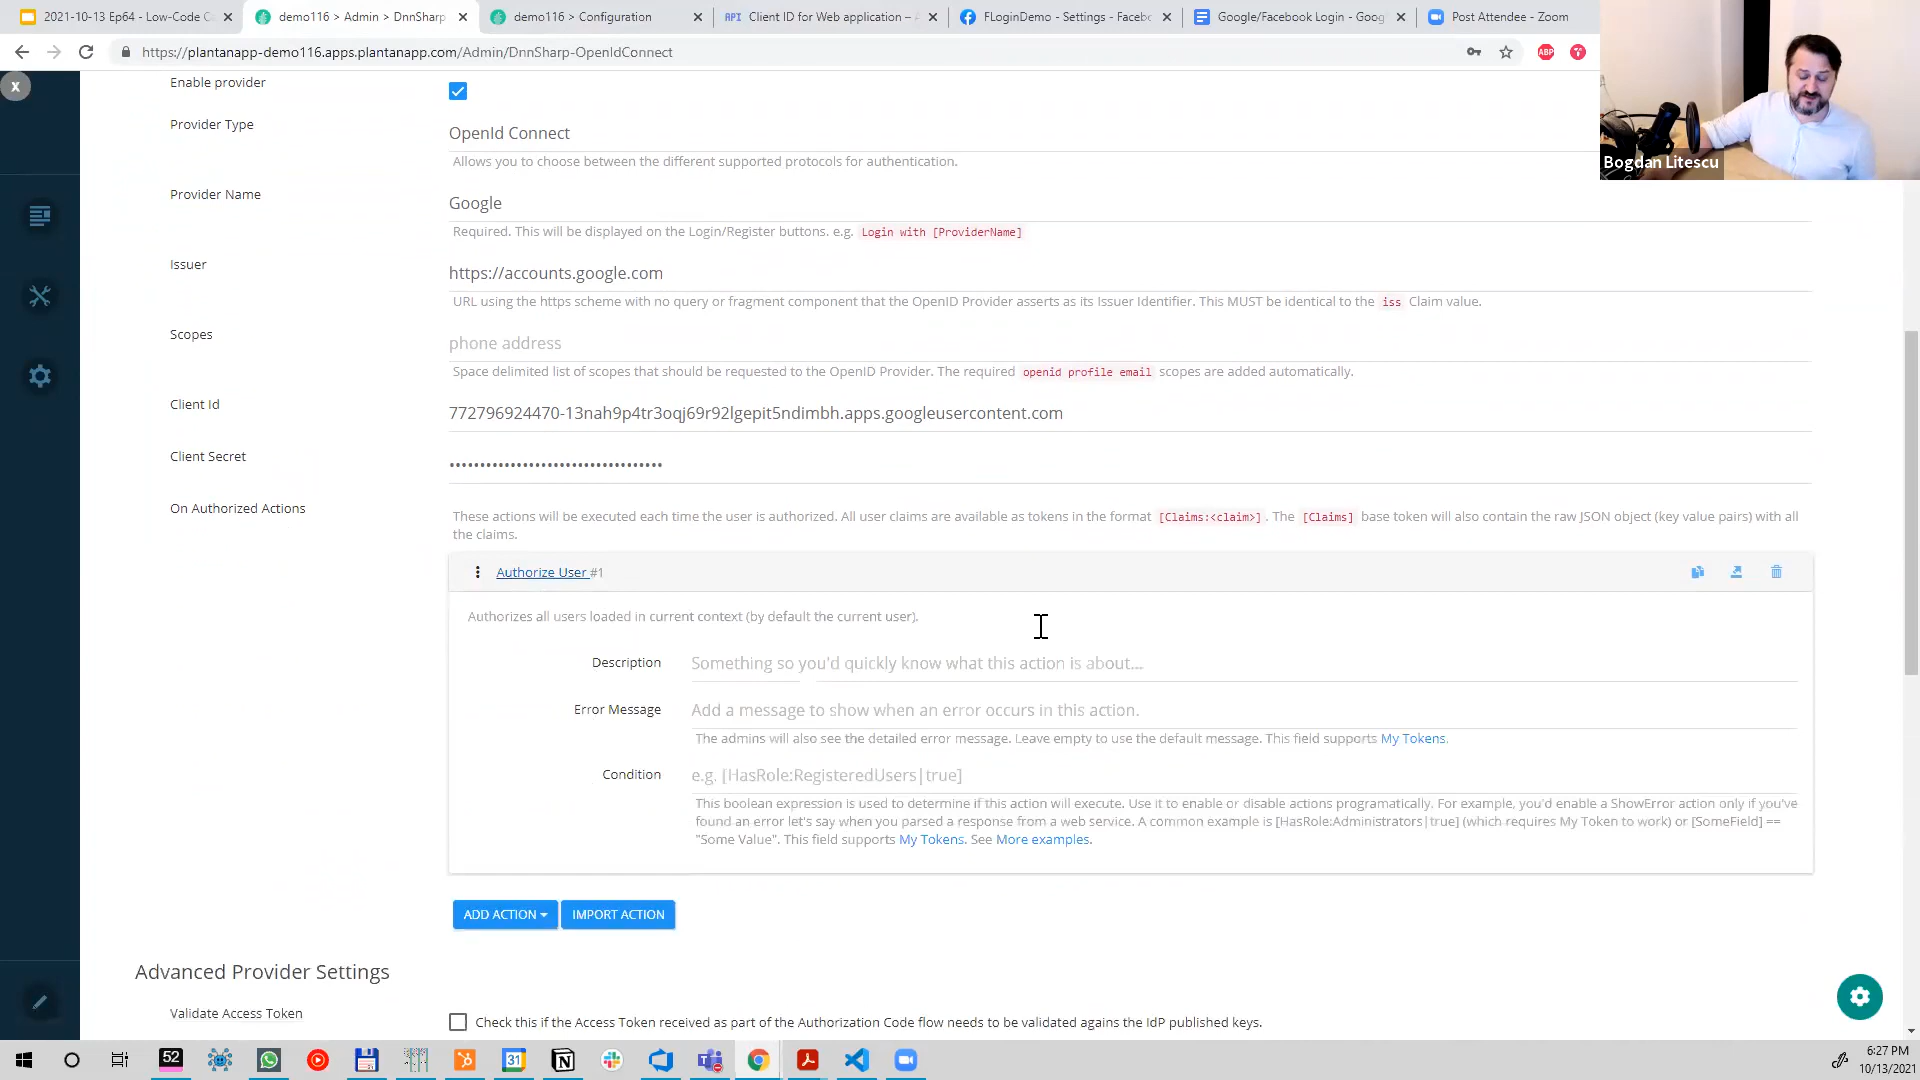 2021-10-13 Ep64 - Low-Code C
demo116 > Admin > DnnSharp
demo116 > Configuration
API Client ID for Web application –
FLoginDemo - Settings - Facebo
Google/Facebook Login - Goog
Post Attendee - Zoom
https://plantanapp-demo116.apps.plantanapp.com/Admin/DnnSharp-OpenIdConnect
ABP
X
Bogdan Litescu
Enable provider
Provider Type
OpenId Connect
Allows you to choose between the different supported protocols for authentication.
Provider Name
Google
Required. This will be displayed on the Login/Register buttons. e.g. Login with [ProviderName]
Issuer
https://accounts.google.com
URL using the https scheme with no query or fragment component that the OpenID Provider asserts as its Issuer Identifier. This MUST be identical to the iss Claim value.
Scopes
phone address
Space delimited list of scopes that should be requested to the OpenID Provider. The required openid profile email scopes are added automatically.
Client Id
772796924470-13nah9p4tr3oqj69r92lgepit5ndimbh.apps.googleusercontent.com
Client Secret
On Authorized Actions
These actions will be executed each time the user is authorized. All user claims are available as tokens in the format [Claims:<claim>]. The [Claims] base token will also contain the raw JSON object (key value pairs) with all
the claims.
Authorize User #1
Authorizes all users loaded in current context (by default the current user).
Description
Something so you'd quickly know what this action is about...
Error Message
Add a message to show when an error occurs in this action.
The admins will also see the detailed error message. Leave empty to use the default message. This field supports My Tokens.
Condition
e.g. [HasRole:RegisteredUsers|true]
This boolean expression is used to determine if this action will execute. Use it to enable or disable actions programatically. For example, you'd enable a ShowError action only if you've
found an error let's say when you parsed a response from a web service. A common example is [HasRole:Administrators|true] (which requires My Token to work) or [SomeField] ==
"Some Value". This field supports My Tokens. See More examples.
ADD ACTION
IMPORT ACTION
Advanced Provider Settings
Validate Access Token
Check this if the Access Token received as part of the Authorization Code flow needs to be validated agains the IdP published keys.
52
31
6:27 PM
10/13/2021